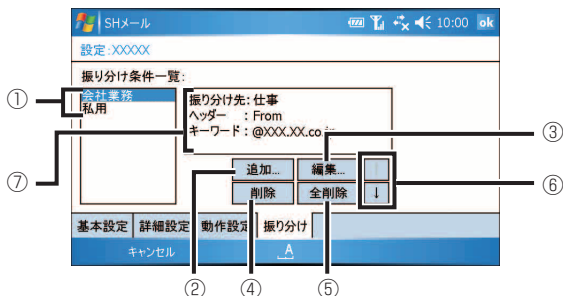 SHメール 10:00 ok
設定:XXXXX
振り分け条件一覧:
① 会社業務
私用
⑦ 振り分け先:仕事
ヘッダー :From
キーワード:@XXX.XX.co.jp
③
追加... 編集...
⑥
削除 全削除 ↓
基本設定 詳細設定 動作設定 振り分け
キャンセル A
② ④ ⑤